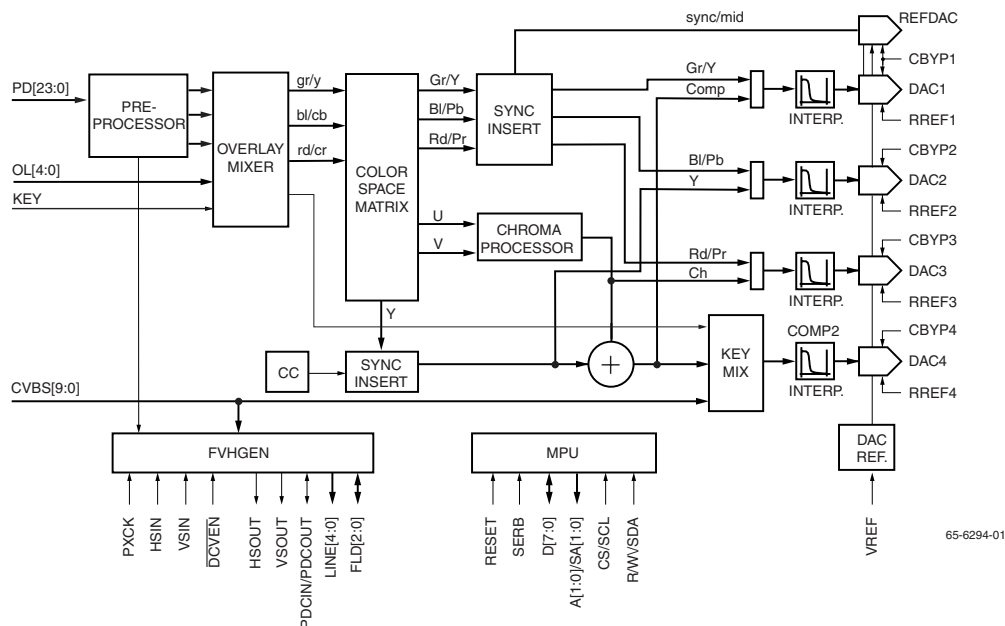 sync/mid
REFDAC
CBYP1
PD[23:0]
PRE-
PROCESSOR
OVERLAY
MIXER
gr/y
bl/cb
rd/cr
COLOR
SPACE
MATRIX
Gr/Y
Bl/Pb
Rd/Pr
SYNC
INSERT
Gr/Y
Comp
INTERP.
DAC1
RREF1
CBYP2
OL[4:0]
KEY
Bl/Pb
Y
INTERP.
DAC2
RREF2
U
V
CHROMA
PROCESSOR
CBYP3
Rd/Pr
Ch
INTERP.
DAC3
RREF3
Y
CC
SYNC
INSERT
+
KEY
MIX
COMP2
INTERP.
CBYP4
DAC4
RREF4
CVBS[9:0]
FVHGEN
MPU
DAC
REF.
PXCK
HSIN
VSIN
DCVEN
HSOUT
VSOUT
PDCIN/PDCOUT
LINE[4:0]
FLD[2:0]
RESET
SERB
D[7:0]
A[1:0]/SA[1:0]
CS/SCL
R/W\/SDA
VREF
65-6294-01